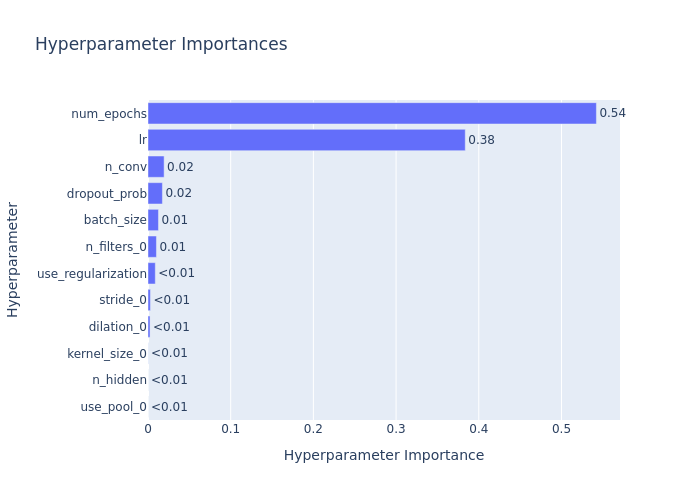 Hyperparameter Importances
Hyperparameter
num_epochs 0.54
lr 0.38
n_conv 0.02
dropout_prob 0.02
batch_size 0.01
n_filters_0 0.01
use_regularization <0.01
stride_0 <0.01
dilation_0 <0.01
kernel_size_0 <0.01
n_hidden <0.01
use_pool_0 <0.01
0 0.1 0.2 0.3 0.4 0.5
Hyperparameter Importance